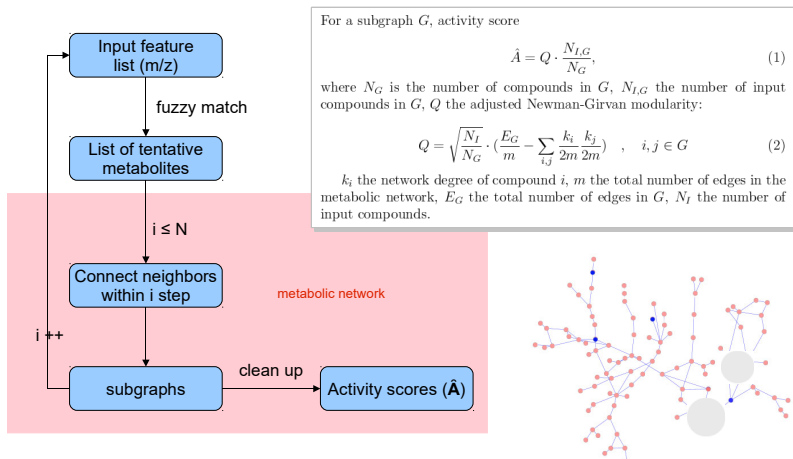 Input feature
list (m/z)
fuzzy match
List of tentative
metabolites
i ≤ N
Connect neighbors
within i step
metabolic network
i ++
subgraphs
clean up
Activity scores (Â)
For a subgraph G, activity score
Â = Q · N_{I,G} / N_G , (1)
where N_G is the number of compounds in G, N_{I,G} the number of input
compounds in G, Q the adjusted Newman-Girvan modularity:
Q = √(N_I / N_G) · (E_G / m − ∑_{i,j} k_i / 2m k_j / 2m) , i, j ∈ G (2)
k_i the network degree of compound i, m the total number of edges in the
metabolic network, E_G the total number of edges in G, N_I the number of
input compounds.